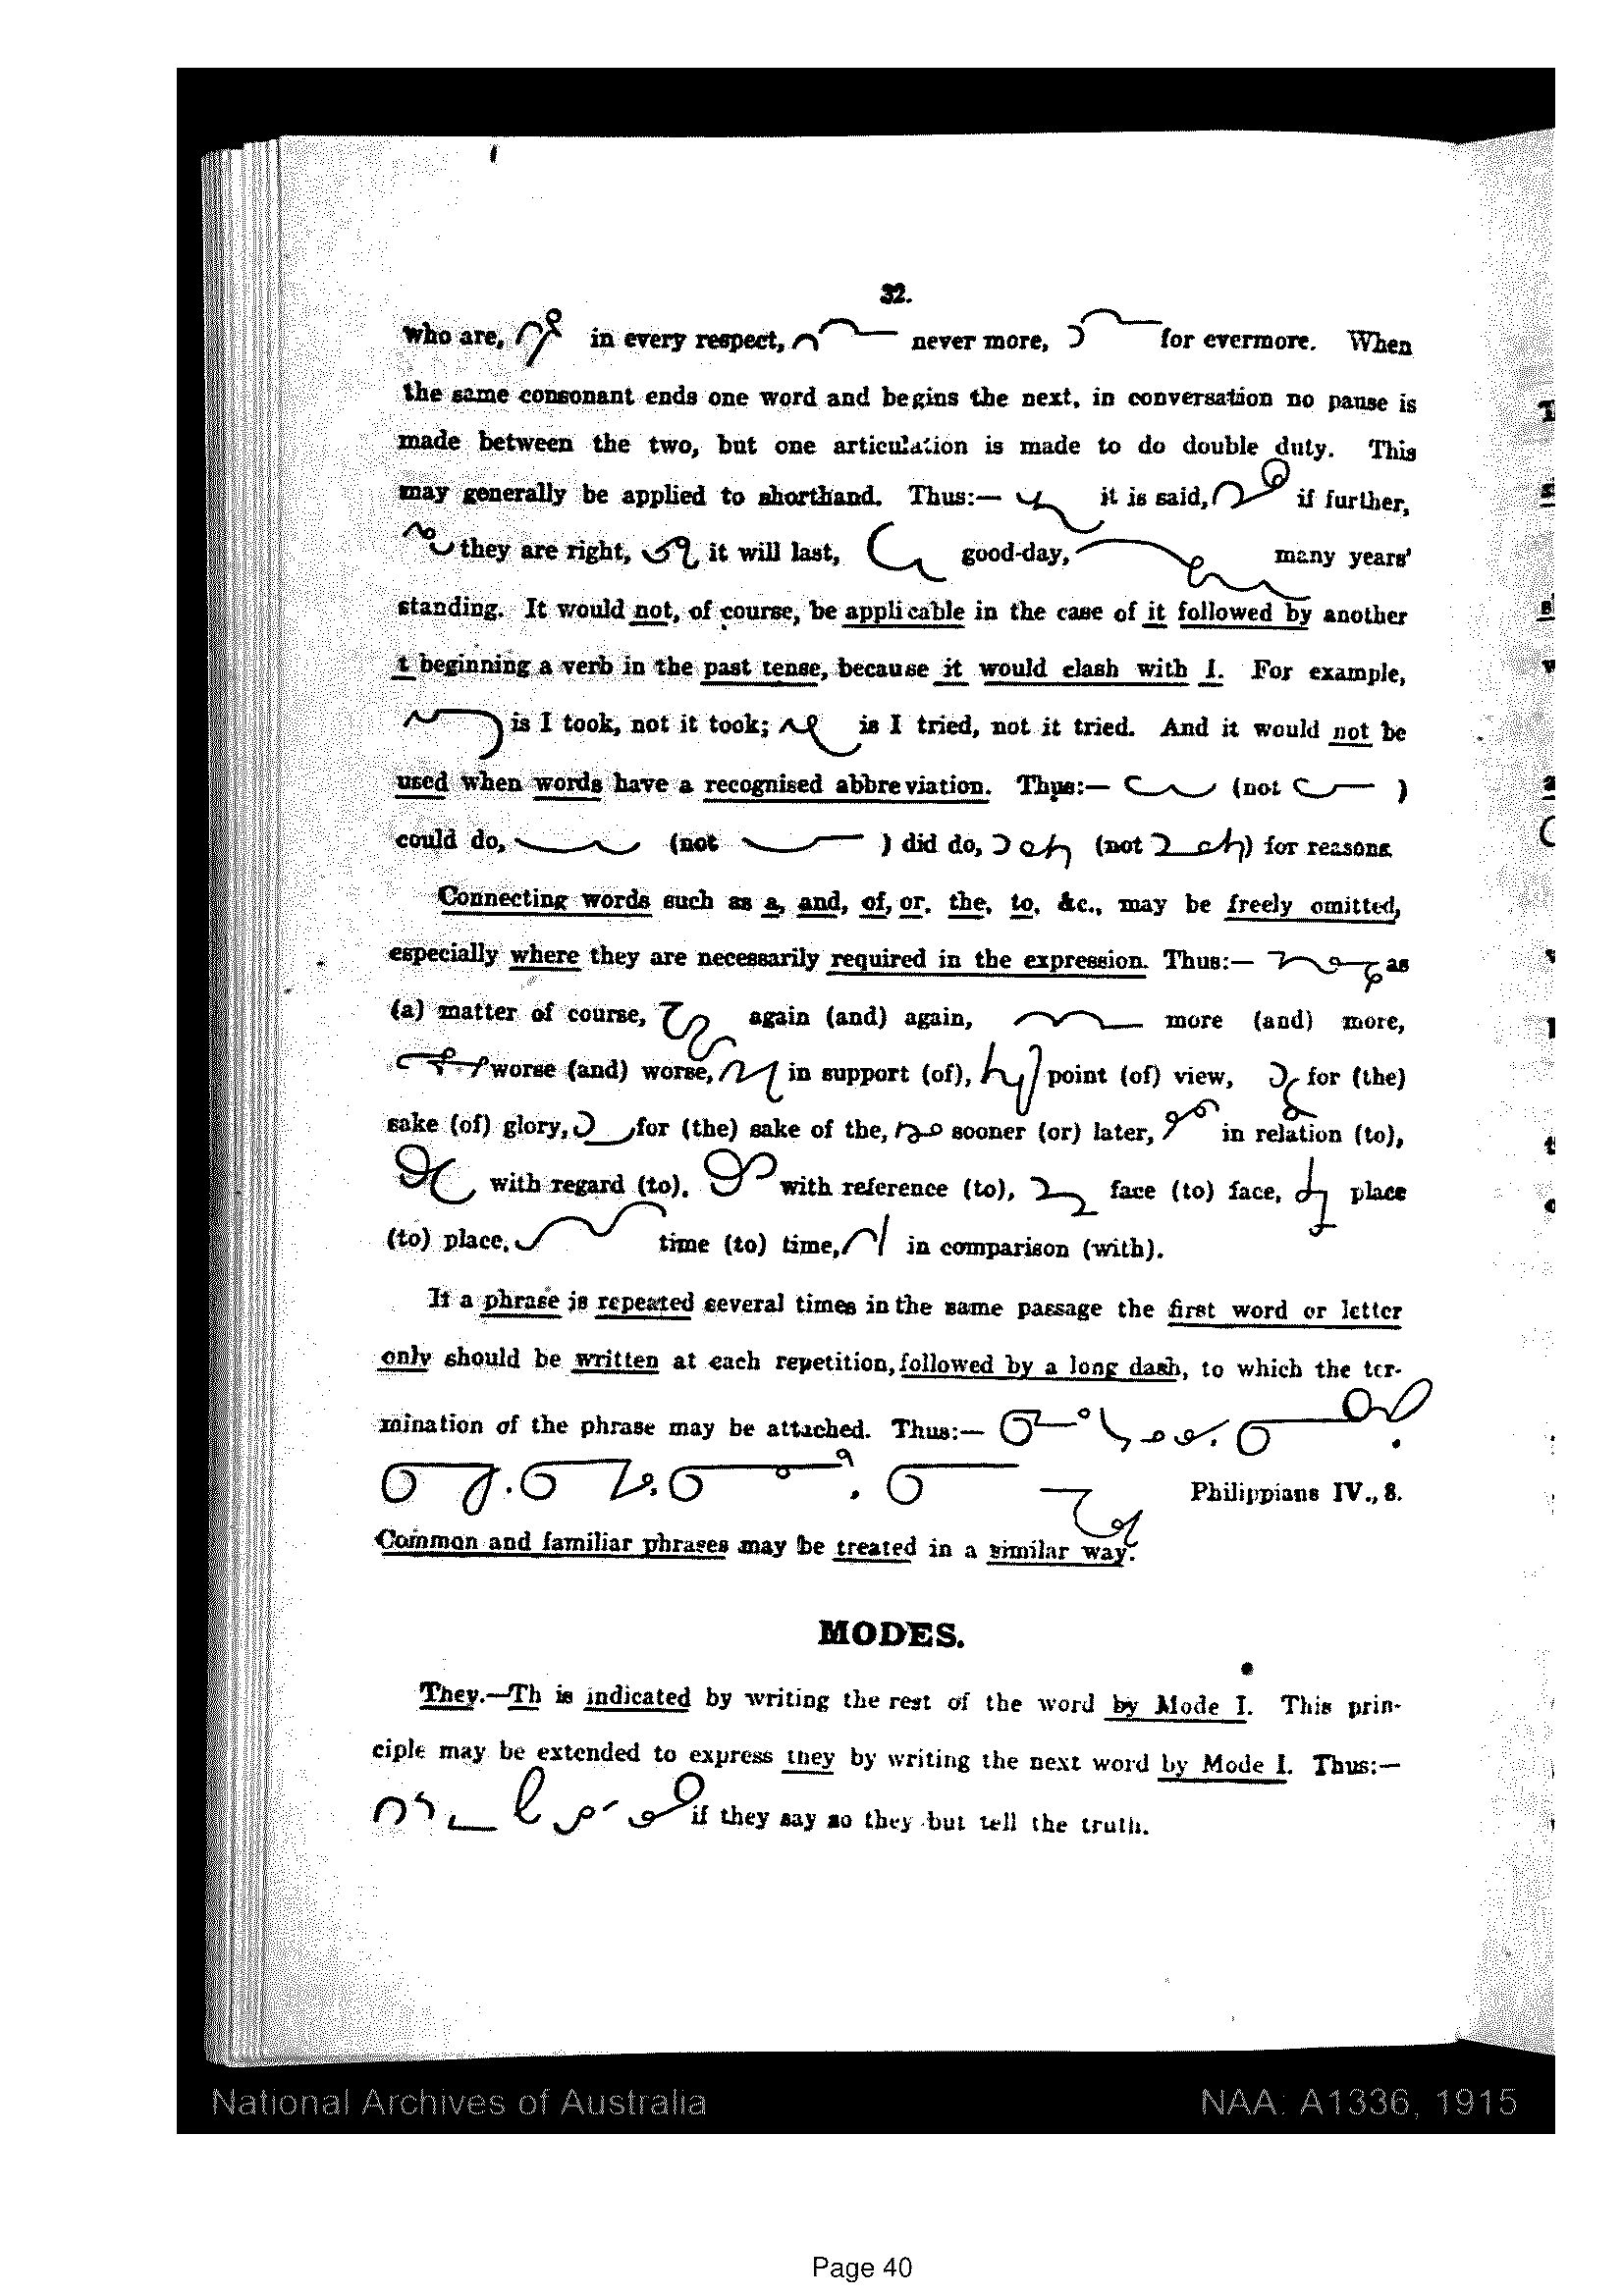 32.
who are, in every respect, never more, for evermore. When
the same consonant ends one word and begins the next, in conversation no pause is
made between the two, but one articulation is made to do double duty. This
may generally be applied to shorthand. Thus:— it is said, if further,
they are right, it will last, good-day, many years'
standing. It would not, of course, be applicable in the case of it followed by another
t beginning a verb in the past tense, because it would clash with I. For example,
is I took, not it took; is I tried, not it tried. And it would not be
used when words have a recognised abbreviation. Thus:— (not )
could do, (not ) did do, (not ) for reasons
Connecting words such as a, and, of, or, the, to, &c., may be freely omitted,
especially where they are necessarily required in the expression. Thus:— as
(a) matter of course, again (and) again, more (and) more,
worse (and) worse, in support (of), point (of) view, for (the)
sake (of) glory, for (the) sake of the, sooner (or) later, in relation (to),
with regard (to), with reference (to), face (to) face, place
(to) place, time (to) time, in comparison (with).
If a phrase is repeated several times in the same passage the first word or letter
only should be written at each repetition, followed by a long dash, to which the ter-
mination of the phrase may be attached. Thus:—
Philippians IV., 8.
Common and familiar phrases may be treated in a similar way.
MODES.
They.—Th is indicated by writing the rest of the word by Mode I. This prin-
ciple may be extended to express they by writing the next word by Mode I. Thus:—
if they say so they but tell the truth.
National Archives of Australia
NAA: A1336, 1915
Page 40